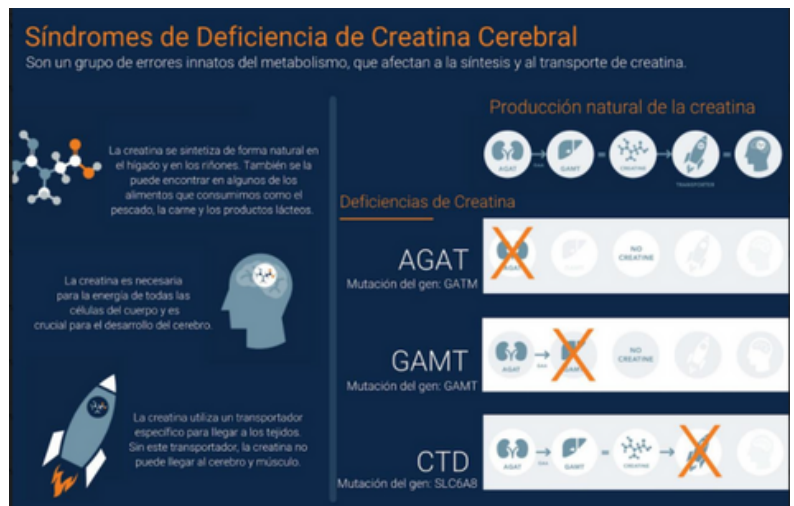 Síndromes de Deficiencia de Creatina Cerebral
Son un grupo de errores innatos del metabolismo, que afectan a la síntesis y al transporte de creatina.
La creatina se sintetiza de forma natural en
el hígado y en los riñones. También se la
puede encontrar en algunos de los
alimentos que consumimos como el
pescado, la carne y los productos lácteos.
La creatina es necesaria
para la energía de todas las
células del cuerpo y es
crucial para el desarrollo del cerebro.
La creatina utiliza un transportador
específico para llegar a los tejidos.
Sin este transportador, la creatina no
puede llegar al cerebro y músculo.
Producción natural de la creatina
AGAT GAA GAMT = CREATINE =
TRANSPORTER
Deficiencias de Creatina
AGAT
Mutación del gen: GATM
AGAT
NO
CREATINE
GAMT
Mutación del gen: GAMT
AGAT GAA GAMT
NO
CREATINE
CTD
Mutación del gen: SLC6A8
AGAT GAA GAMT = CREATINE